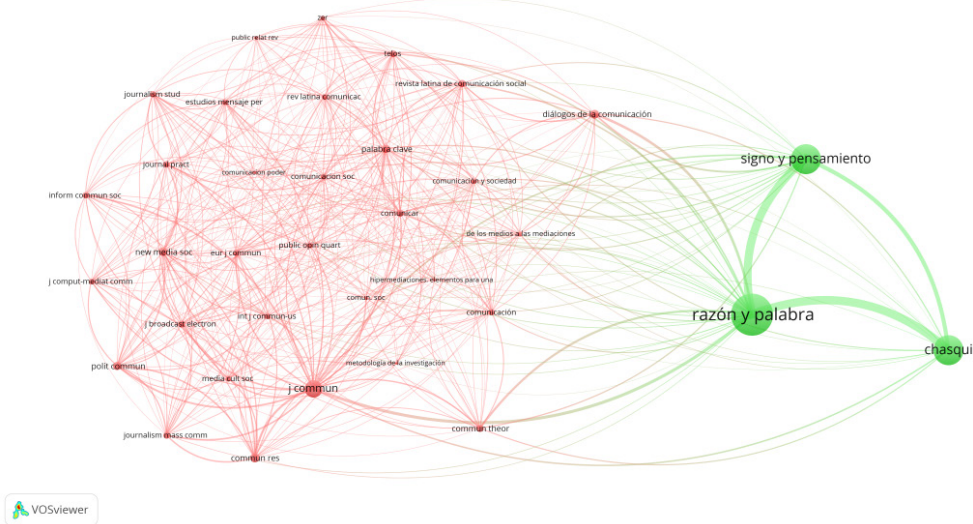 zer
public relat rev
telos
revista latina de comunicación social
journalism stud
rev latina comunicac
estudios mensaje per
diálogos de la comunicación
palabra clave
signo y pensamiento
journal pract
comunicacion poder
comunicacion soc
comunicación y sociedad
inform commun soc
comunicar
de los medios a las mediaciones
public opin quart
new media soc
eur j commun
j comput-mediat comm
hipermediaciones. elementos para una
comun. soc
razón y palabra
int j commun-us
comunicación
j broadcast electron
chasqui
metodología de la investigación
polit commun
media cult soc
j commun
commun theor
journalism mass comm
commun res
VOSviewer